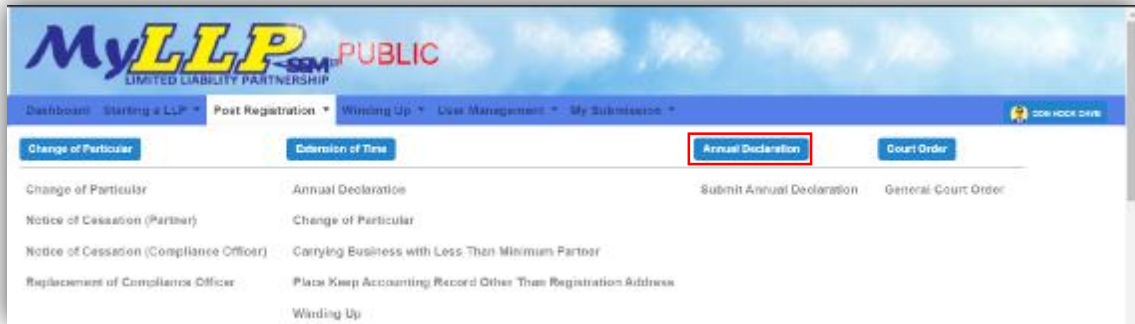 MyLLP SSM PUBLIC
LIMITED LIABILITY PARTNERSHIP
Dashboard Starting a LLP Post Registration Winding Up User Management My Submission
Change of Particular Extension of Time Annual Declaration Court Order
Change of Particular Annual Declaration Submit Annual Declaration General Court Order
Notice of Cessation (Partner) Change of Particular
Notice of Cessation (Compliance Officer) Carrying Business with Less Than Minimum Partner
Replacement of Compliance Officer Place Keep Accounting Record Other Than Registration Address
Winding Up